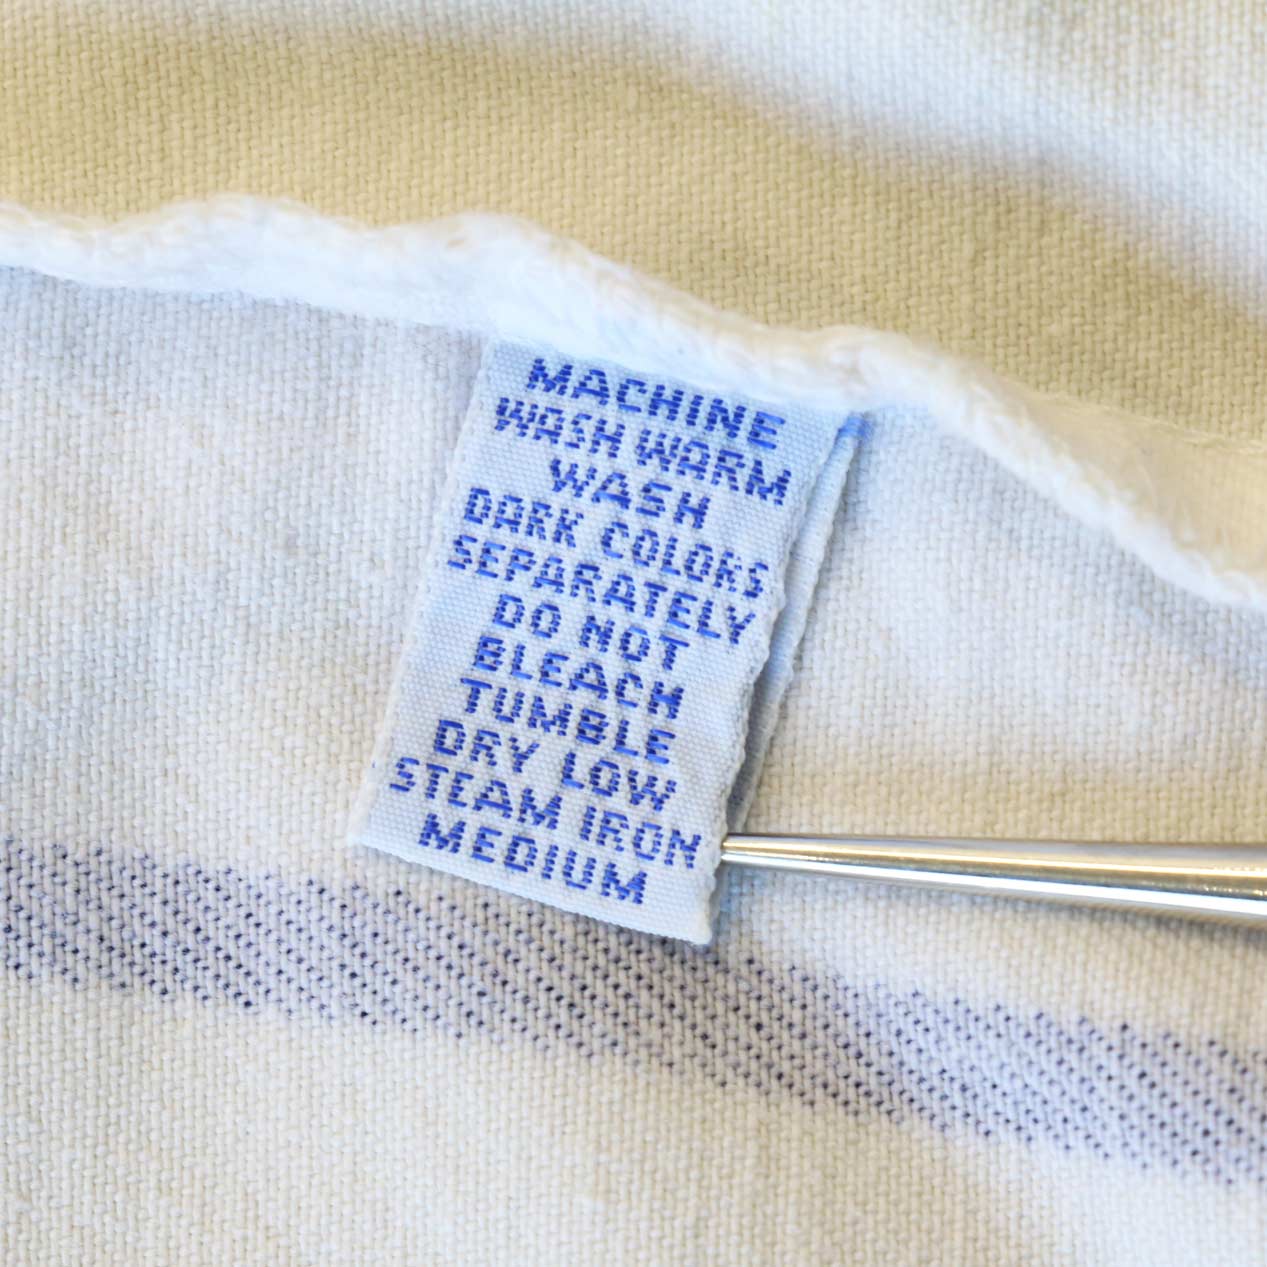 MACHINE
WASH WARM
WASH
DARK COLORS
SEPARATELY
DO NOT
BLEACH
TUMBLE
DRY LOW
STEAM IRON
MEDIUM